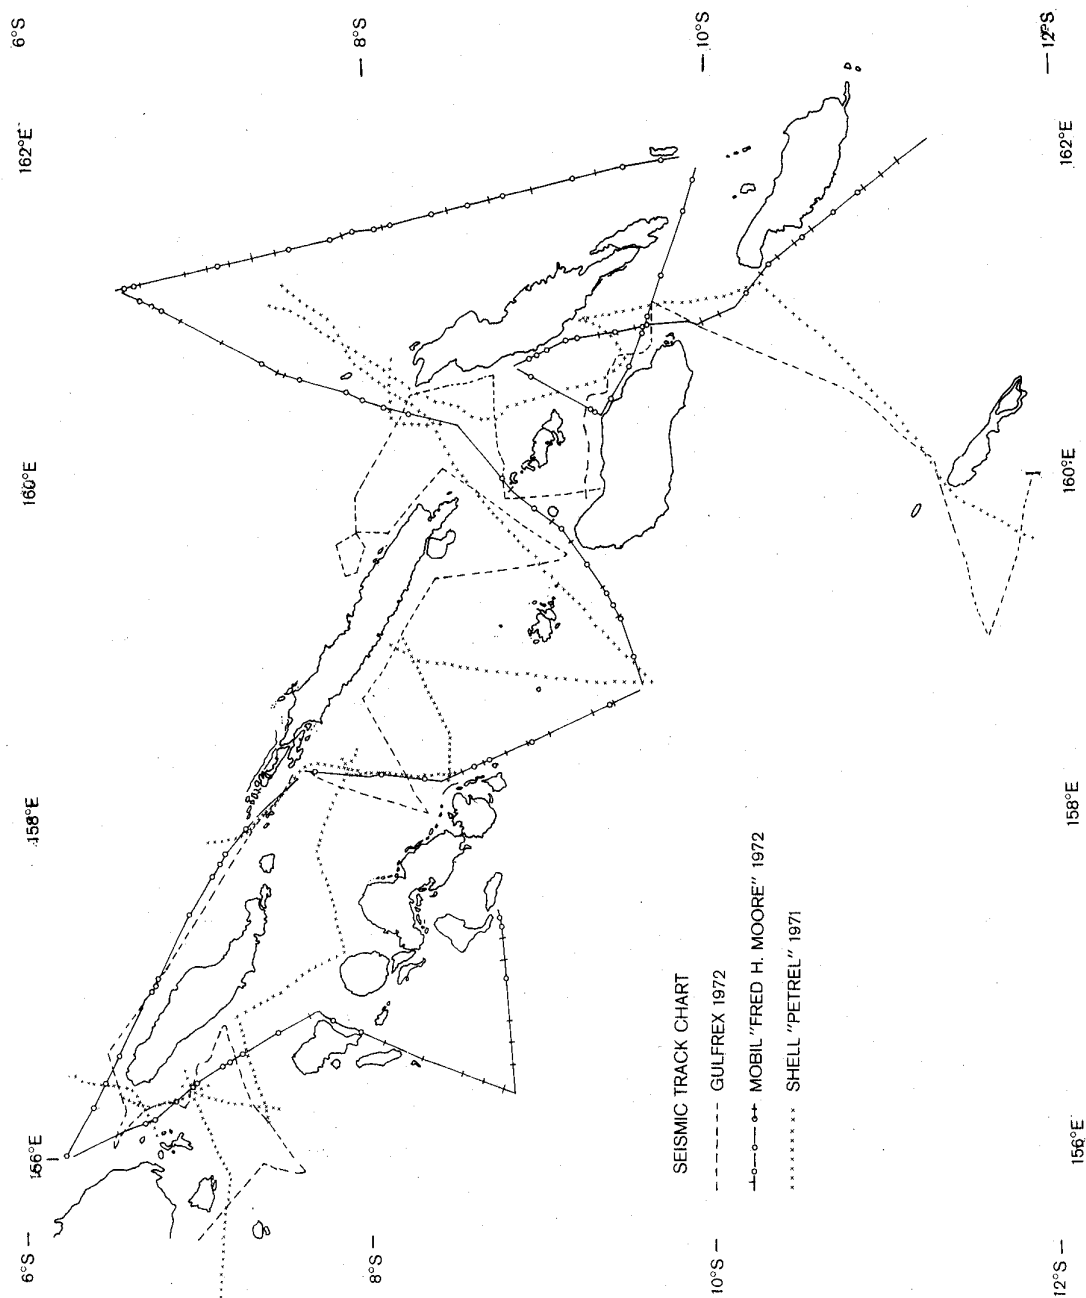 156°E
158°E
160°E
162°E
6°S —
6°S
8°S —
— 8°S
10°S —
— 10°S
12°S —
— 12°S
156°E
158°E
160°E
162°E
SEISMIC TRACK CHART
GULFREX 1972
MOBIL "FRED H. MOORE" 1972
SHELL "PETREL" 1971